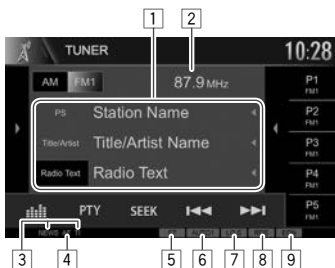 1 2
TUNER 10:28
AM FM1 87.9 MHz P1 FM1
PS Station Name P2 FM1
Title/Artist Title/Artist Name P3 FM1
Radio Text Radio Text P4 FM1
PTY SEEK P5 FM1
NEWS AF TI
3 4 5 6 7 8 9